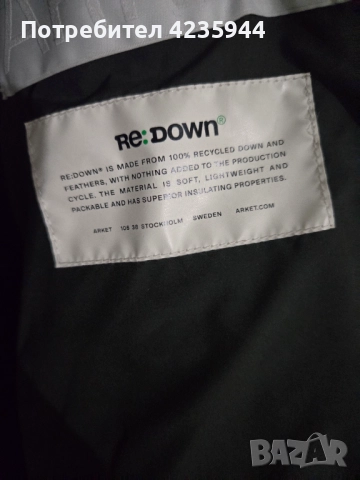 Потребител 4235944
Re:DOWN®
RE:DOWN® IS MADE FROM 100% RECYCLED DOWN AND
FEATHERS, WITH NOTHING ADDED TO THE PRODUCTION
CYCLE. THE MATERIAL IS SOFT, LIGHTWEIGHT AND
PACKABLE AND HAS SUPERIOR INSULATING PROPERTIES.
ARKET 106 38 STOCKHOLM SWEDEN ARKET.COM
BAZAR